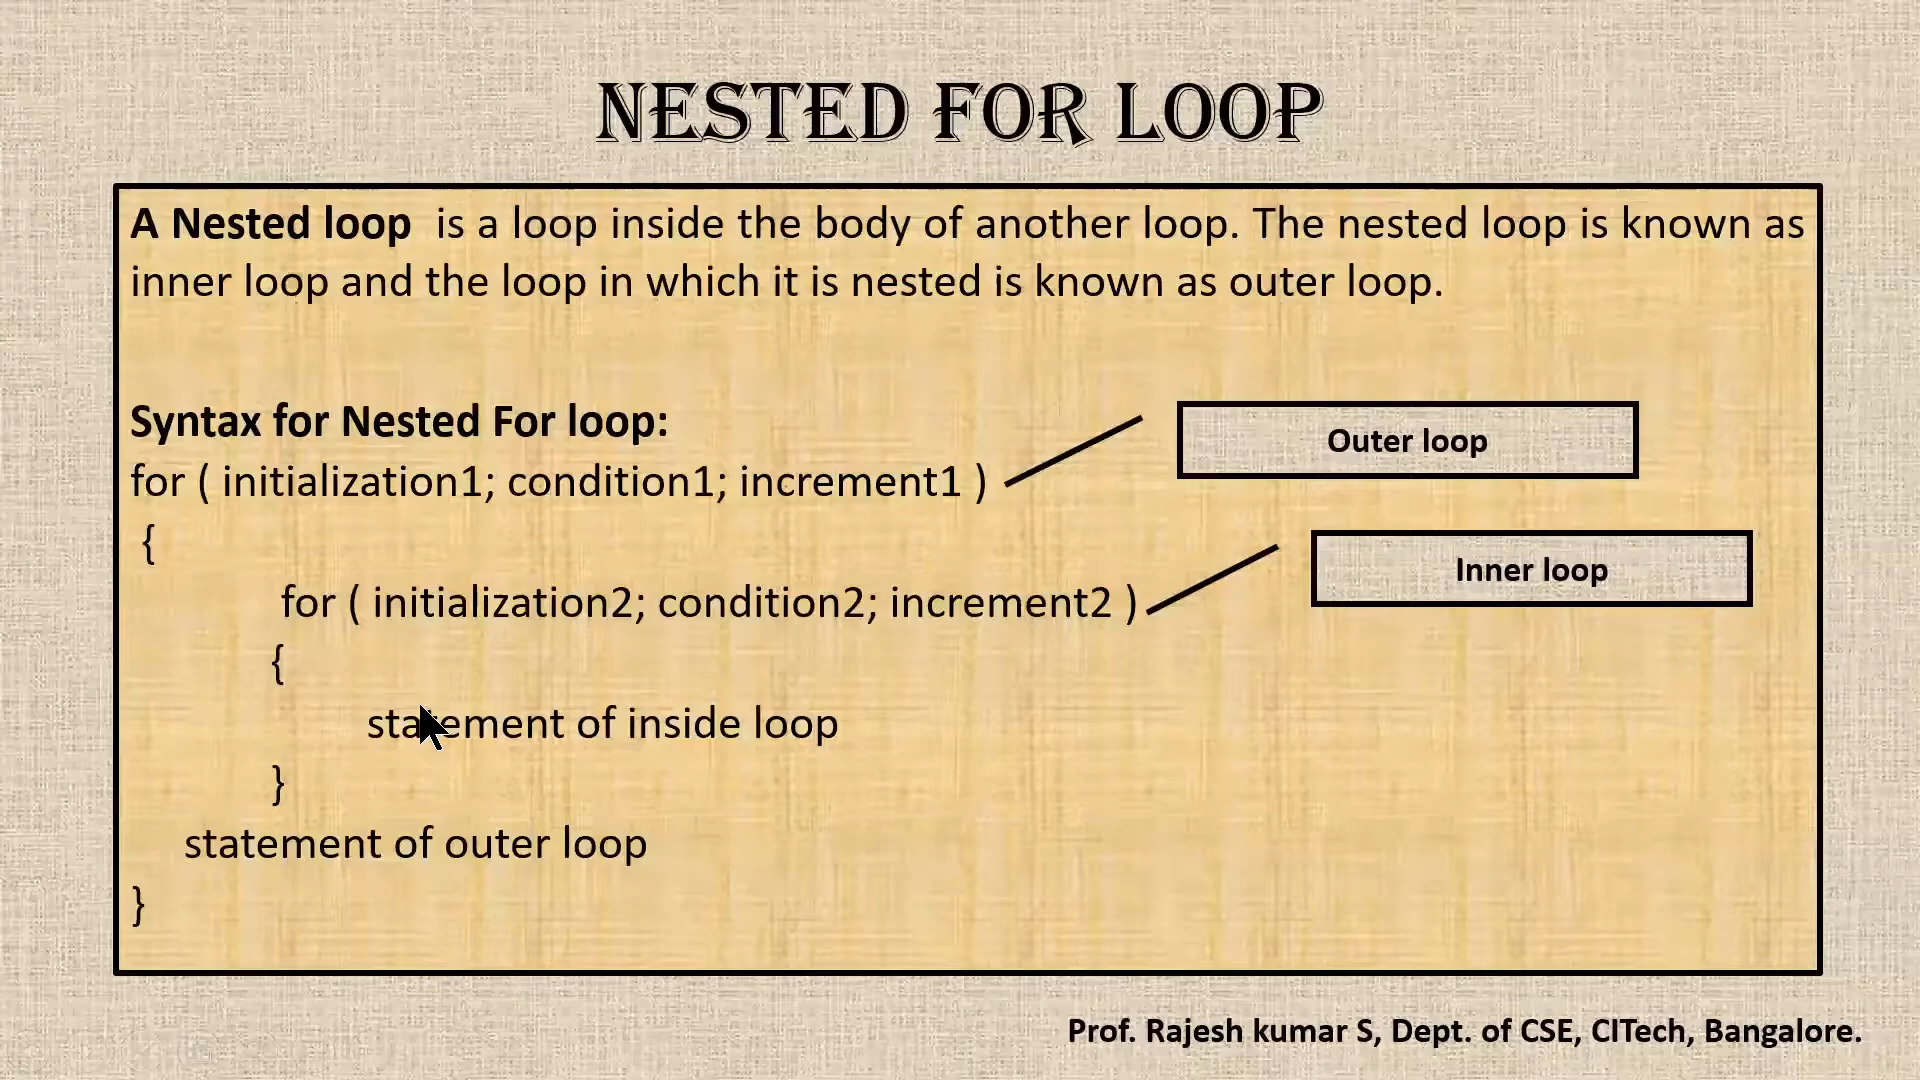 NESTED FOR LOOP
A Nested loop is a loop inside the body of another loop. The nested loop is known as
inner loop and the loop in which it is nested is known as outer loop.
Syntax for Nested For loop:
Outer loop
for ( initialization1; condition1; increment1 )
{
Inner loop
for ( initialization2; condition2; increment2 )
{
statement of inside loop
}
statement of outer loop
}
Prof. Rajesh kumar S, Dept. of CSE, CITech, Bangalore.